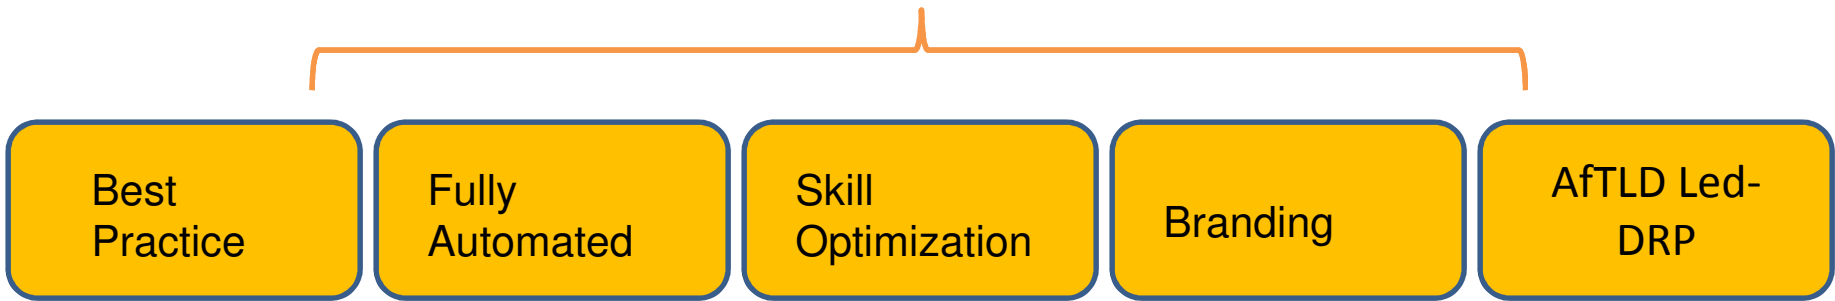 Best
Practice
Fully
Automated
Skill
Optimization
Branding
AfTLD Led-
DRP